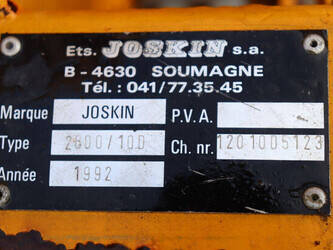 Ets. JOSKIN s.a.
B - 4630 SOUMAGNE
Tél.: 041/77.35.45
Marque JOSKIN P.V.A.
Type 2600/10D Ch. nr. 1201005123
Année 1992